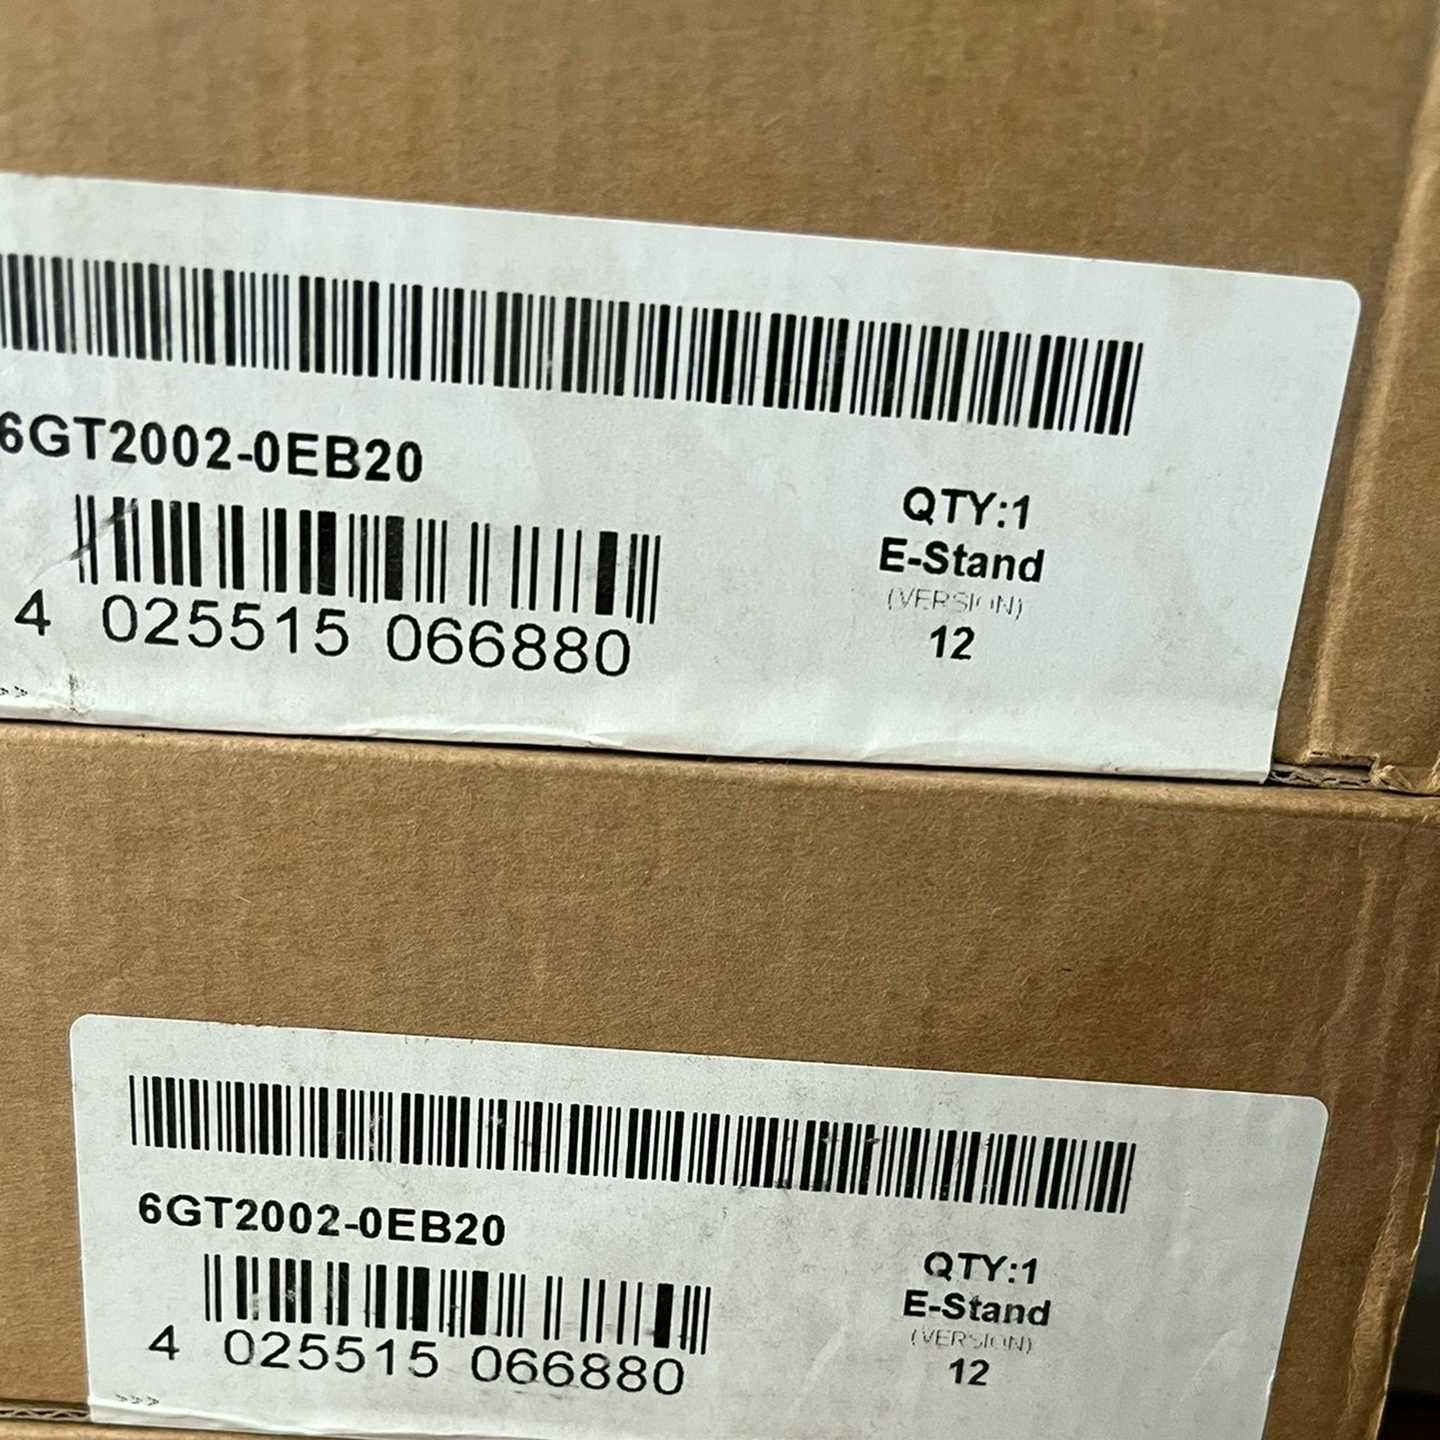 6GT2002-0EB20
QTY:1
E-Stand
(VERSION)
12
4 025515 066880
>>
6GT2002-0EB20
QTY:1
E-Stand
(VERSION)
12
4 025515 066880
>>>